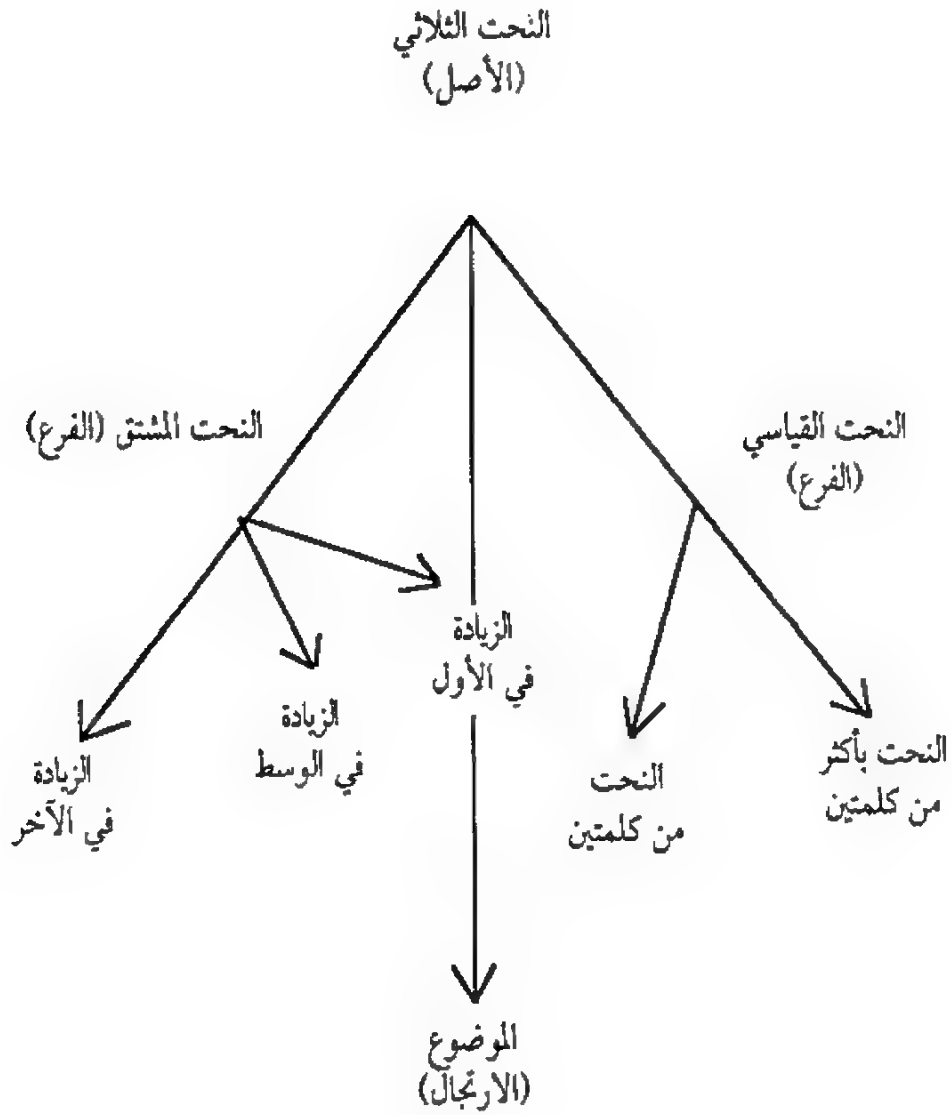 النحت الثلاثي
(الأصل)
النحت القياسي
(الفرع)
النحت المشتق (الفرع)
النحت بأكثر
من كلمتين
النحت
من كلمتين
الزيادة
في الأول
الزيادة
في الوسط
الزيادة
في الآخر
الموضوع
(الارتجال)